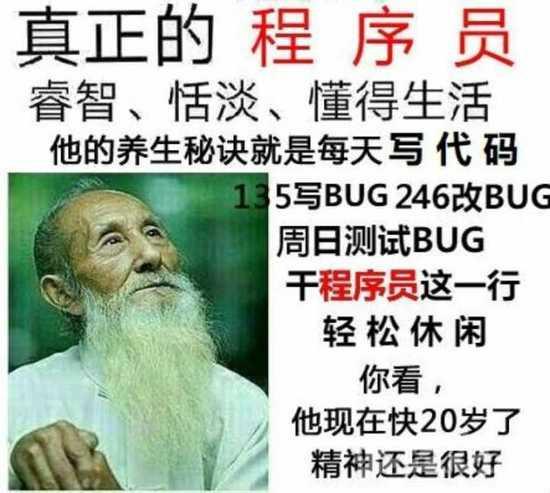 真正的 程 序 员
睿智、恬淡、懂得生活
他的养生秘诀就是每天 写 代 码
135写BUG 246改BUG
周日测试BUG
干程序员这一行
轻 松 休 闲
你看，
他现在快20岁了
精神还是很好